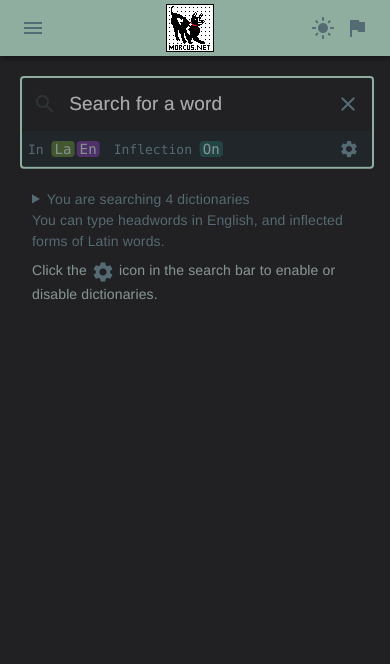 MORCUS.NET
Search for a word
In La En Inflection On
You are searching 4 dictionaries
You can type headwords in English, and inflected
forms of Latin words.
Click the icon in the search bar to enable or
disable dictionaries.